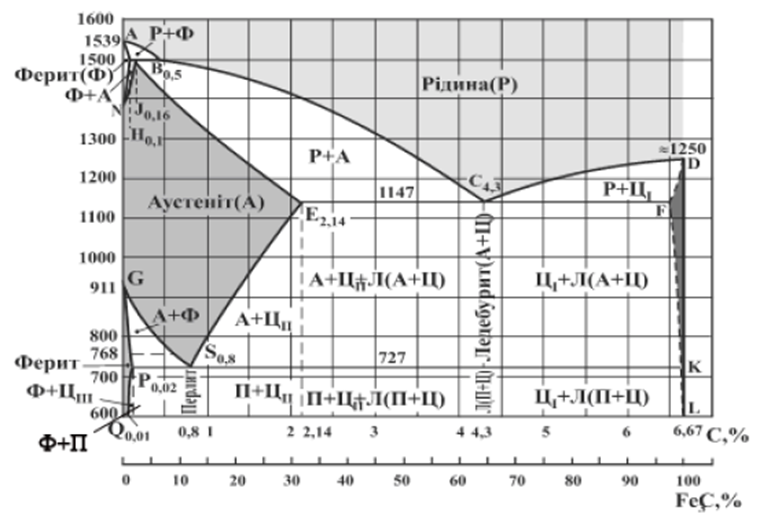 1600
1539
A
Р+Ф
1500
B0,5
Ферит(Ф)
Ф+А
N
J0,16
H0,1
Рідина(Р)
1300
Р+А
≈1250
D
1200
1147
C4,3
Р+ЦI
F
Аустеніт(А)
1100
E2,14
1000
G
911
А+ЦII+Л(А+Ц)
ЦI+Л(А+Ц)
Л(П+Ц)-Ледебурит(А+Ц)
А+Ф
А+ЦII
800
768
S0,8
727
Ферит
P0,02
K
700
Перліт
Ф+ЦIII
П+ЦII
П+ЦII+Л(П+Ц)
ЦI+Л(П+Ц)
600
L
Q0,01
0,8 1 2 2,14 3 4 4,3 5 6 6,67 С,%
Ф+П
0 10 20 30 40 50 60 70 80 90 100
Fe3C,%